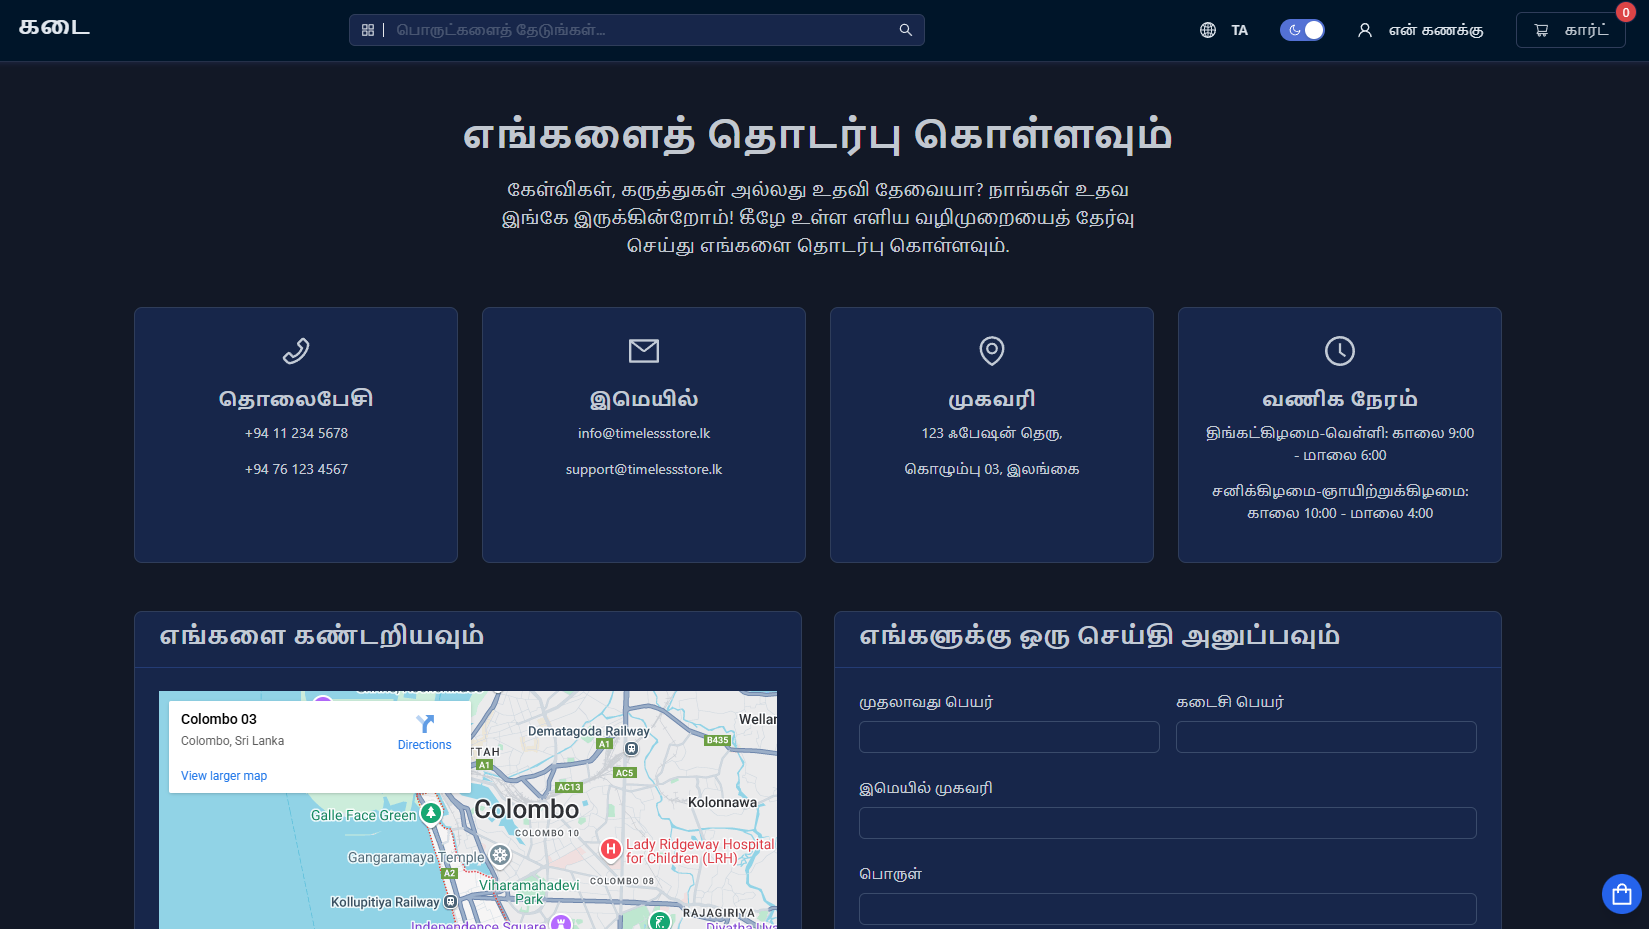 கடை
பொருட்களைத் தேடுங்கள்...
TA
என் கணக்கு
கார்ட்
0
எங்களைத் தொடர்பு கொள்ளவும்
கேள்விகள், கருத்துகள் அல்லது உதவி தேவையா? நாங்கள் உதவ
இங்கே இருக்கின்றோம்! கீழே உள்ள எளிய வழிமுறையைத் தேர்வு
செய்து எங்களை தொடர்பு கொள்ளவும்.
தொலைபேசி
+94 11 234 5678
+94 76 123 4567
இமெயில்
info@timelessstore.lk
support@timelessstore.lk
முகவரி
123 ஃபேஷன் தெரு,
கொழும்பு 03, இலங்கை
வணிக நேரம்
திங்கட்கிழமை-வெள்ளி: காலை 9:00
- மாலை 6:00
சனிக்கிழமை-ஞாயிற்றுக்கிழமை:
காலை 10:00 - மாலை 4:00
எங்களை கண்டறியவும்
Colombo 03
Colombo, Sri Lanka
Directions
View larger map
TTAH
A1
Dematagoda Railway
A1
B435
Wellar
AC5
AC13
Colombo
COLOMBO 10
Kolonnawa
Galle Face Green
Gangaramaya Temple
Lady Ridgeway Hospital
for Children (LRH)
A2
COLOMBO 08
Viharamahadevi
Park
Kollupitiya Railway
RAJAGIRIYA
Independence Square
Diyatha Uya
எங்களுக்கு ஒரு செய்தி அனுப்பவும்
முதலாவது பெயர்
கடைசி பெயர்
இமெயில் முகவரி
பொருள்